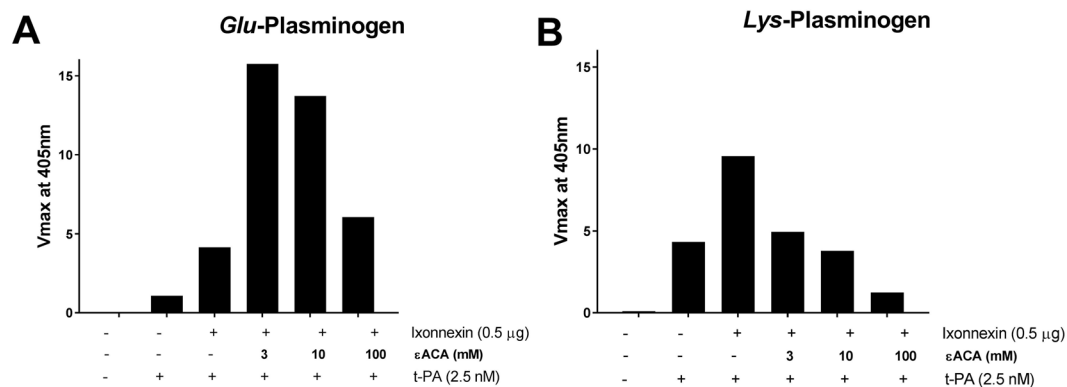 A
Glu-Plasminogen
Vmax at 405nm
15
10
5
0
- - + + + + Ixonnexin (0.5 µg)
- - - 3 10 100 εACA (mM)
- + + + + + t-PA (2.5 nM)
B
Lys-Plasminogen
Vmax at 405nm
15
10
5
0
- - + + + + Ixonnexin (0.5 µg)
- - - 3 10 100 εACA (mM)
- + + + + + t-PA (2.5 nM)